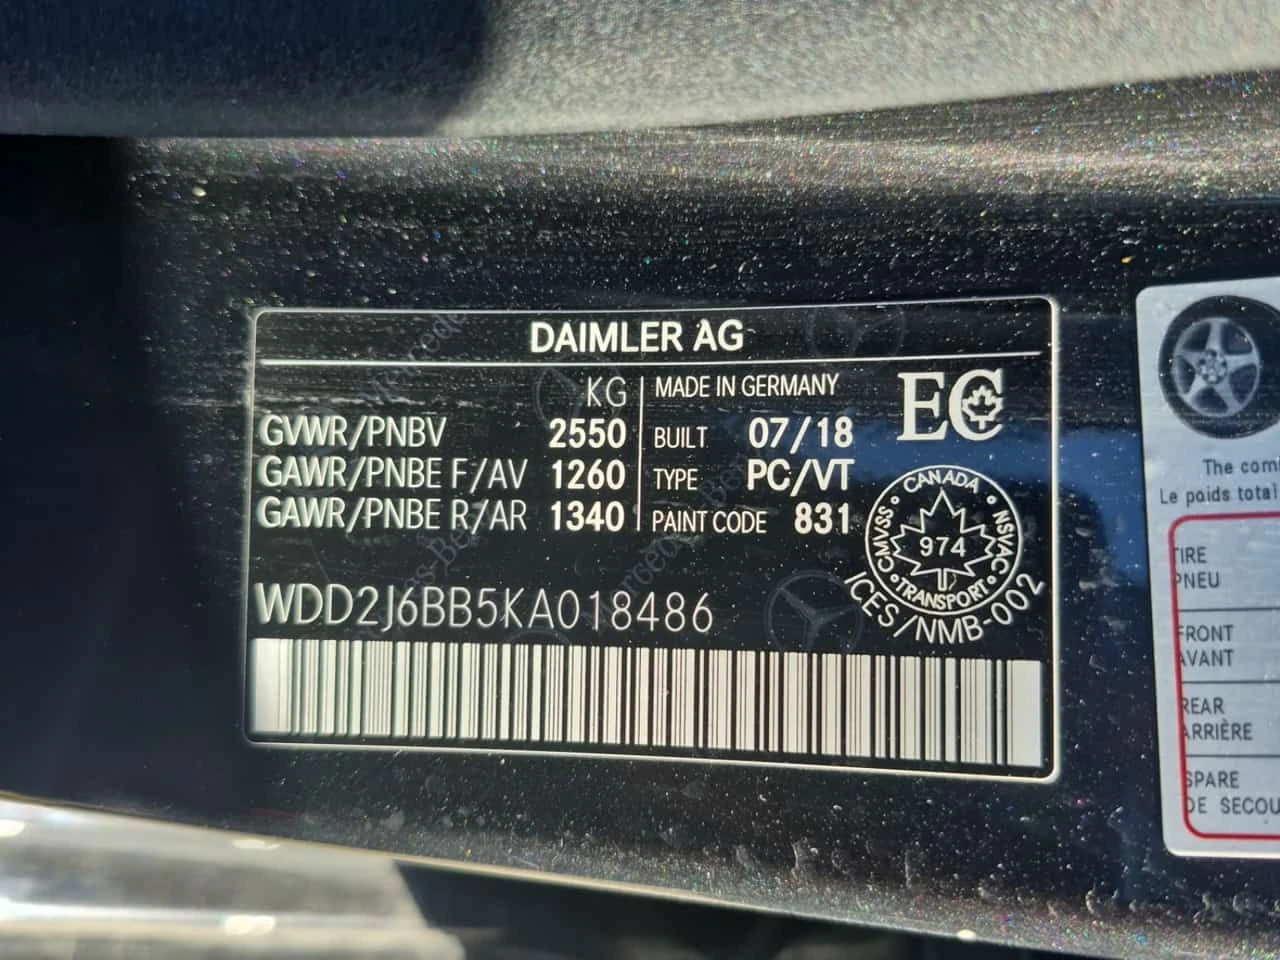 DAIMLER AG
KG
GVWR/PNBV 2550
GAWR/PNBE F/AV 1260
GAWR/PNBE R/AR 1340
MADE IN GERMANY
BUILT 07/18
TYPE PC/VT
PAINT CODE 831
EC
CANADA
CMVSS
NSVAC
974
TRANSPORT
ICES/NMB-002
WDD2J6BB5KA018486
The
Le poids total
TIRE
PNEU
FRONT
AVANT
REAR
ARRIÈRE
SPARE
DE